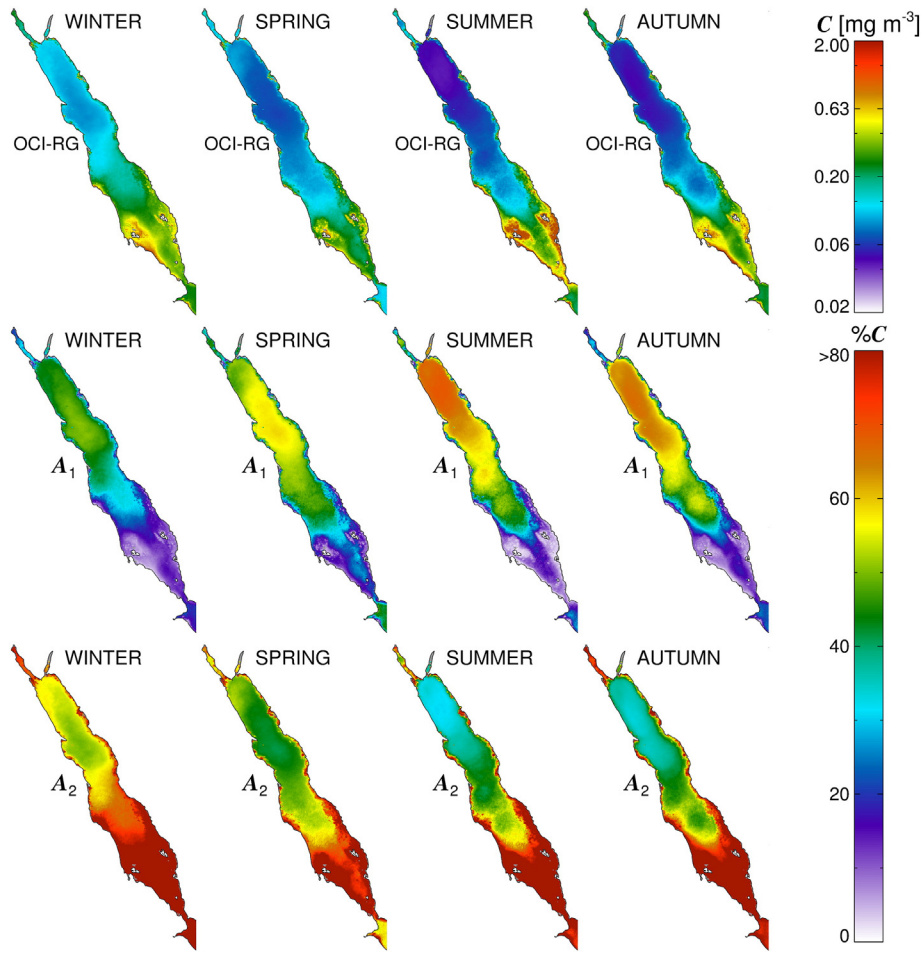 WINTER SPRING SUMMER AUTUMN C [mg m⁻³]
2.00
0.63
OCI-RG OCI-RG OCI-RG OCI-RG
0.20
0.06
0.02
WINTER SPRING SUMMER AUTUMN %C
>80
A₁ A₁ A₁ A₁
60
40
WINTER SPRING SUMMER AUTUMN
A₂ A₂ A₂ A₂
20
0